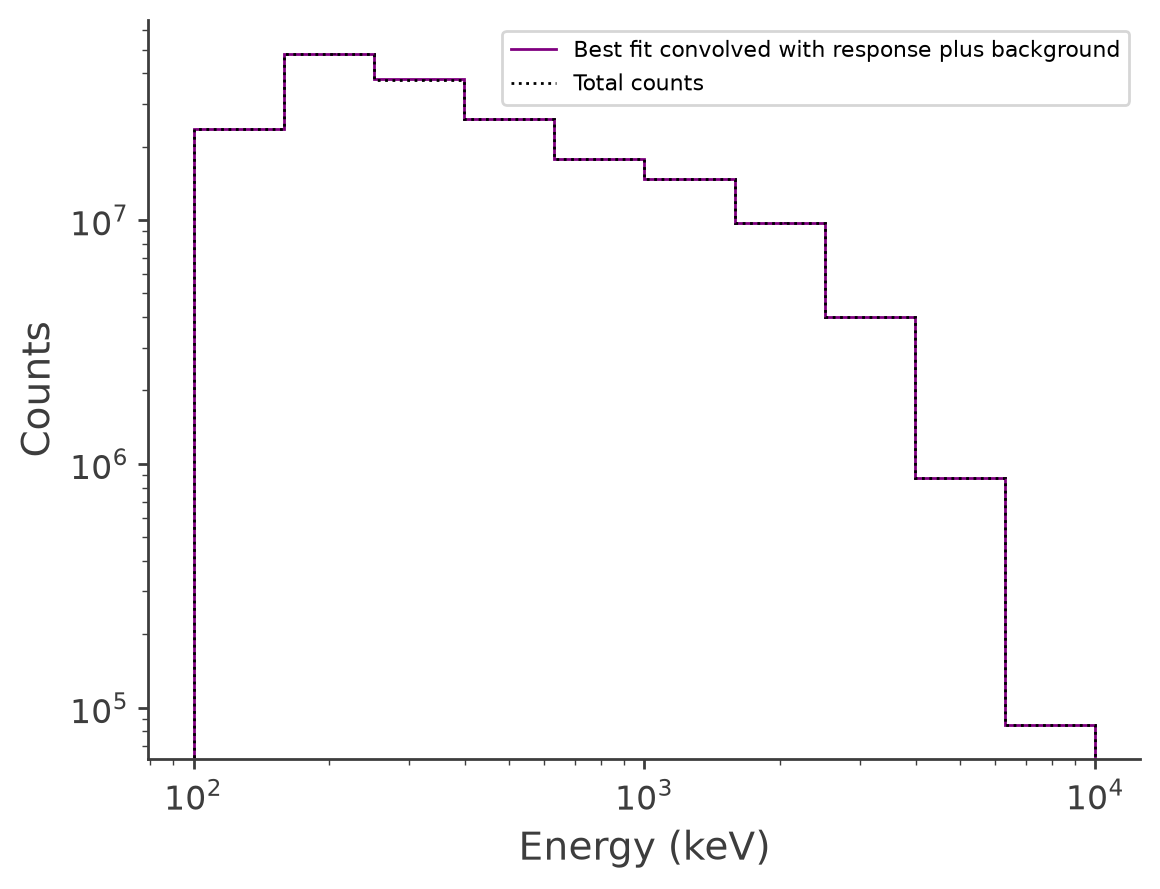 Best fit convolved with response plus background
Total counts
10⁷
10⁶
10⁵
Counts
10²
10³
10⁴
Energy (keV)